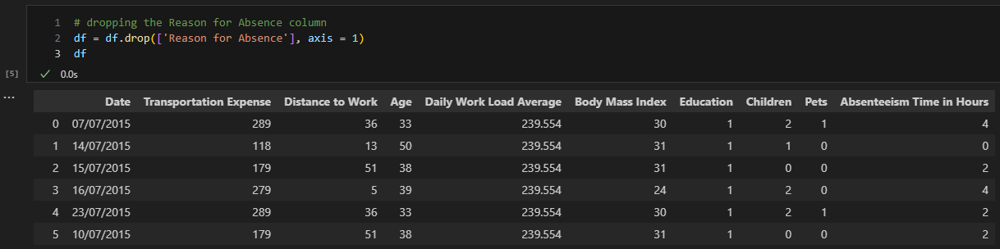 1 # dropping the Reason for Absence column
2 df = df.drop(['Reason for Absence'], axis = 1)
3 df
[5] 0.0s
...
Date Transportation Expense Distance to Work Age Daily Work Load Average Body Mass Index Education Children Pets Absenteeism Time in Hours
0 07/07/2015 289 36 33 239.554 30 1 2 1 4
1 14/07/2015 118 13 50 239.554 31 1 1 0 0
2 15/07/2015 179 51 38 239.554 31 1 0 0 2
3 16/07/2015 279 5 39 239.554 24 1 2 0 4
4 23/07/2015 289 36 33 239.554 30 1 2 1 2
5 10/07/2015 179 51 38 239.554 31 1 0 0 2